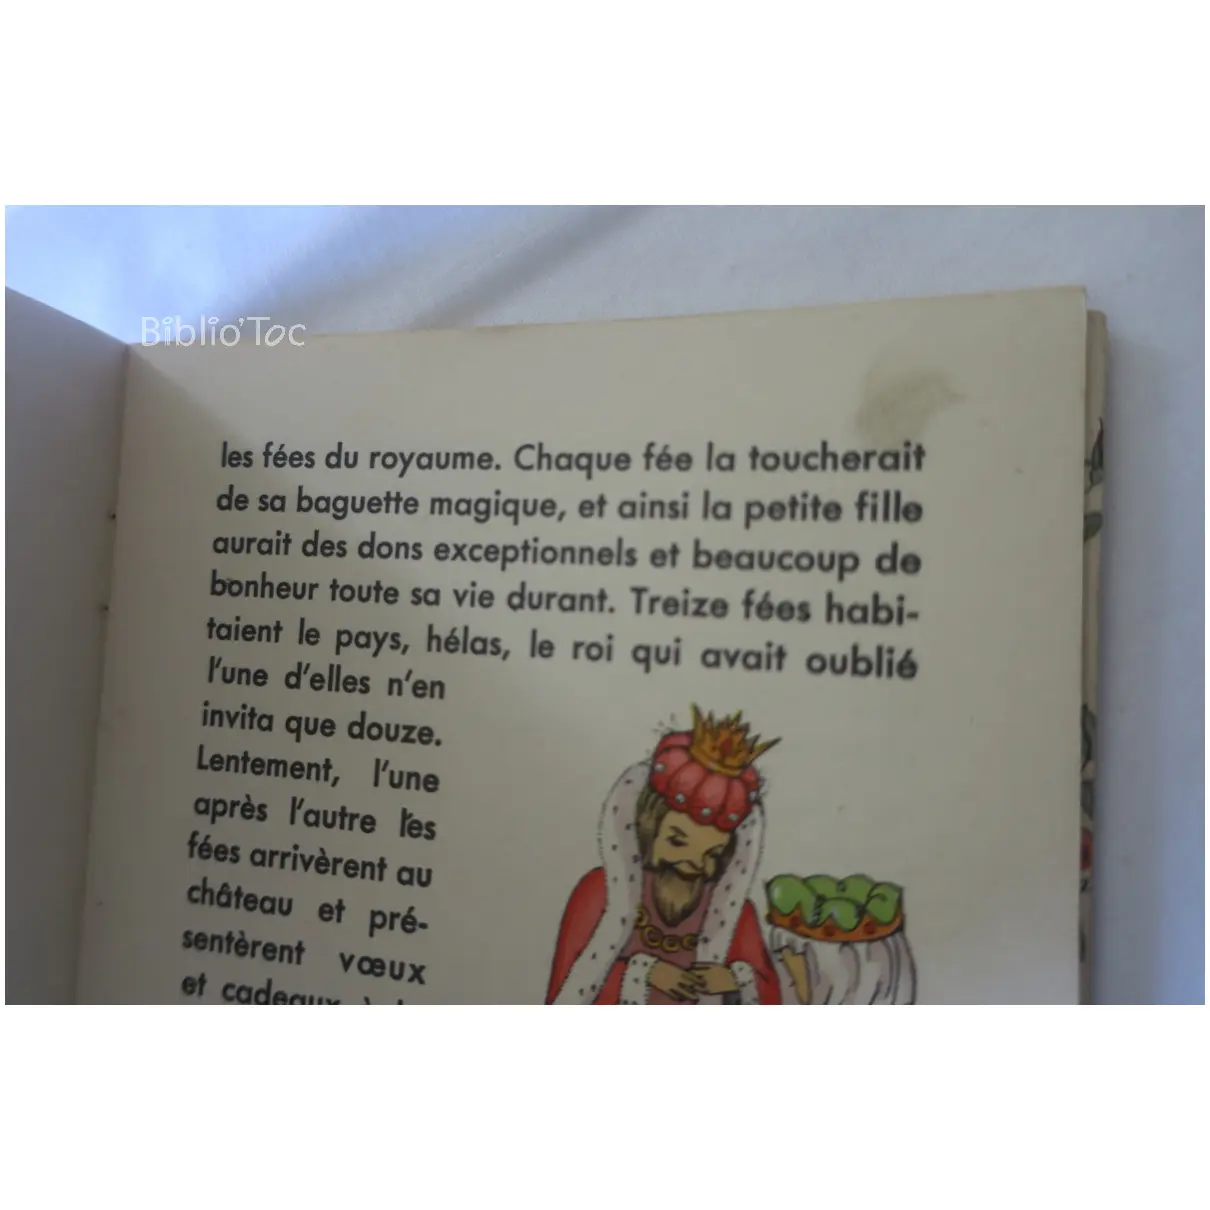 Biblio'Toc
les fées du royaume. Chaque fée la toucherait
de sa baguette magique, et ainsi la petite fille
aurait des dons exceptionnels et beaucoup de
bonheur toute sa vie durant. Treize fées habi-
taient le pays, hélas, le roi qui avait oublié
l'une d'elles n'en
invita que douze.
Lentement, l'une
après l'autre les
fées arrivèrent au
château et pré-
sentèrent vœux
et cadeaux à